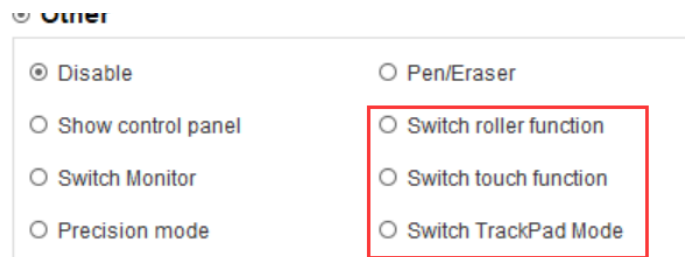 Other
Disable
Pen/Eraser
Show control panel
Switch roller function
Switch Monitor
Switch touch function
Precision mode
Switch TrackPad Mode